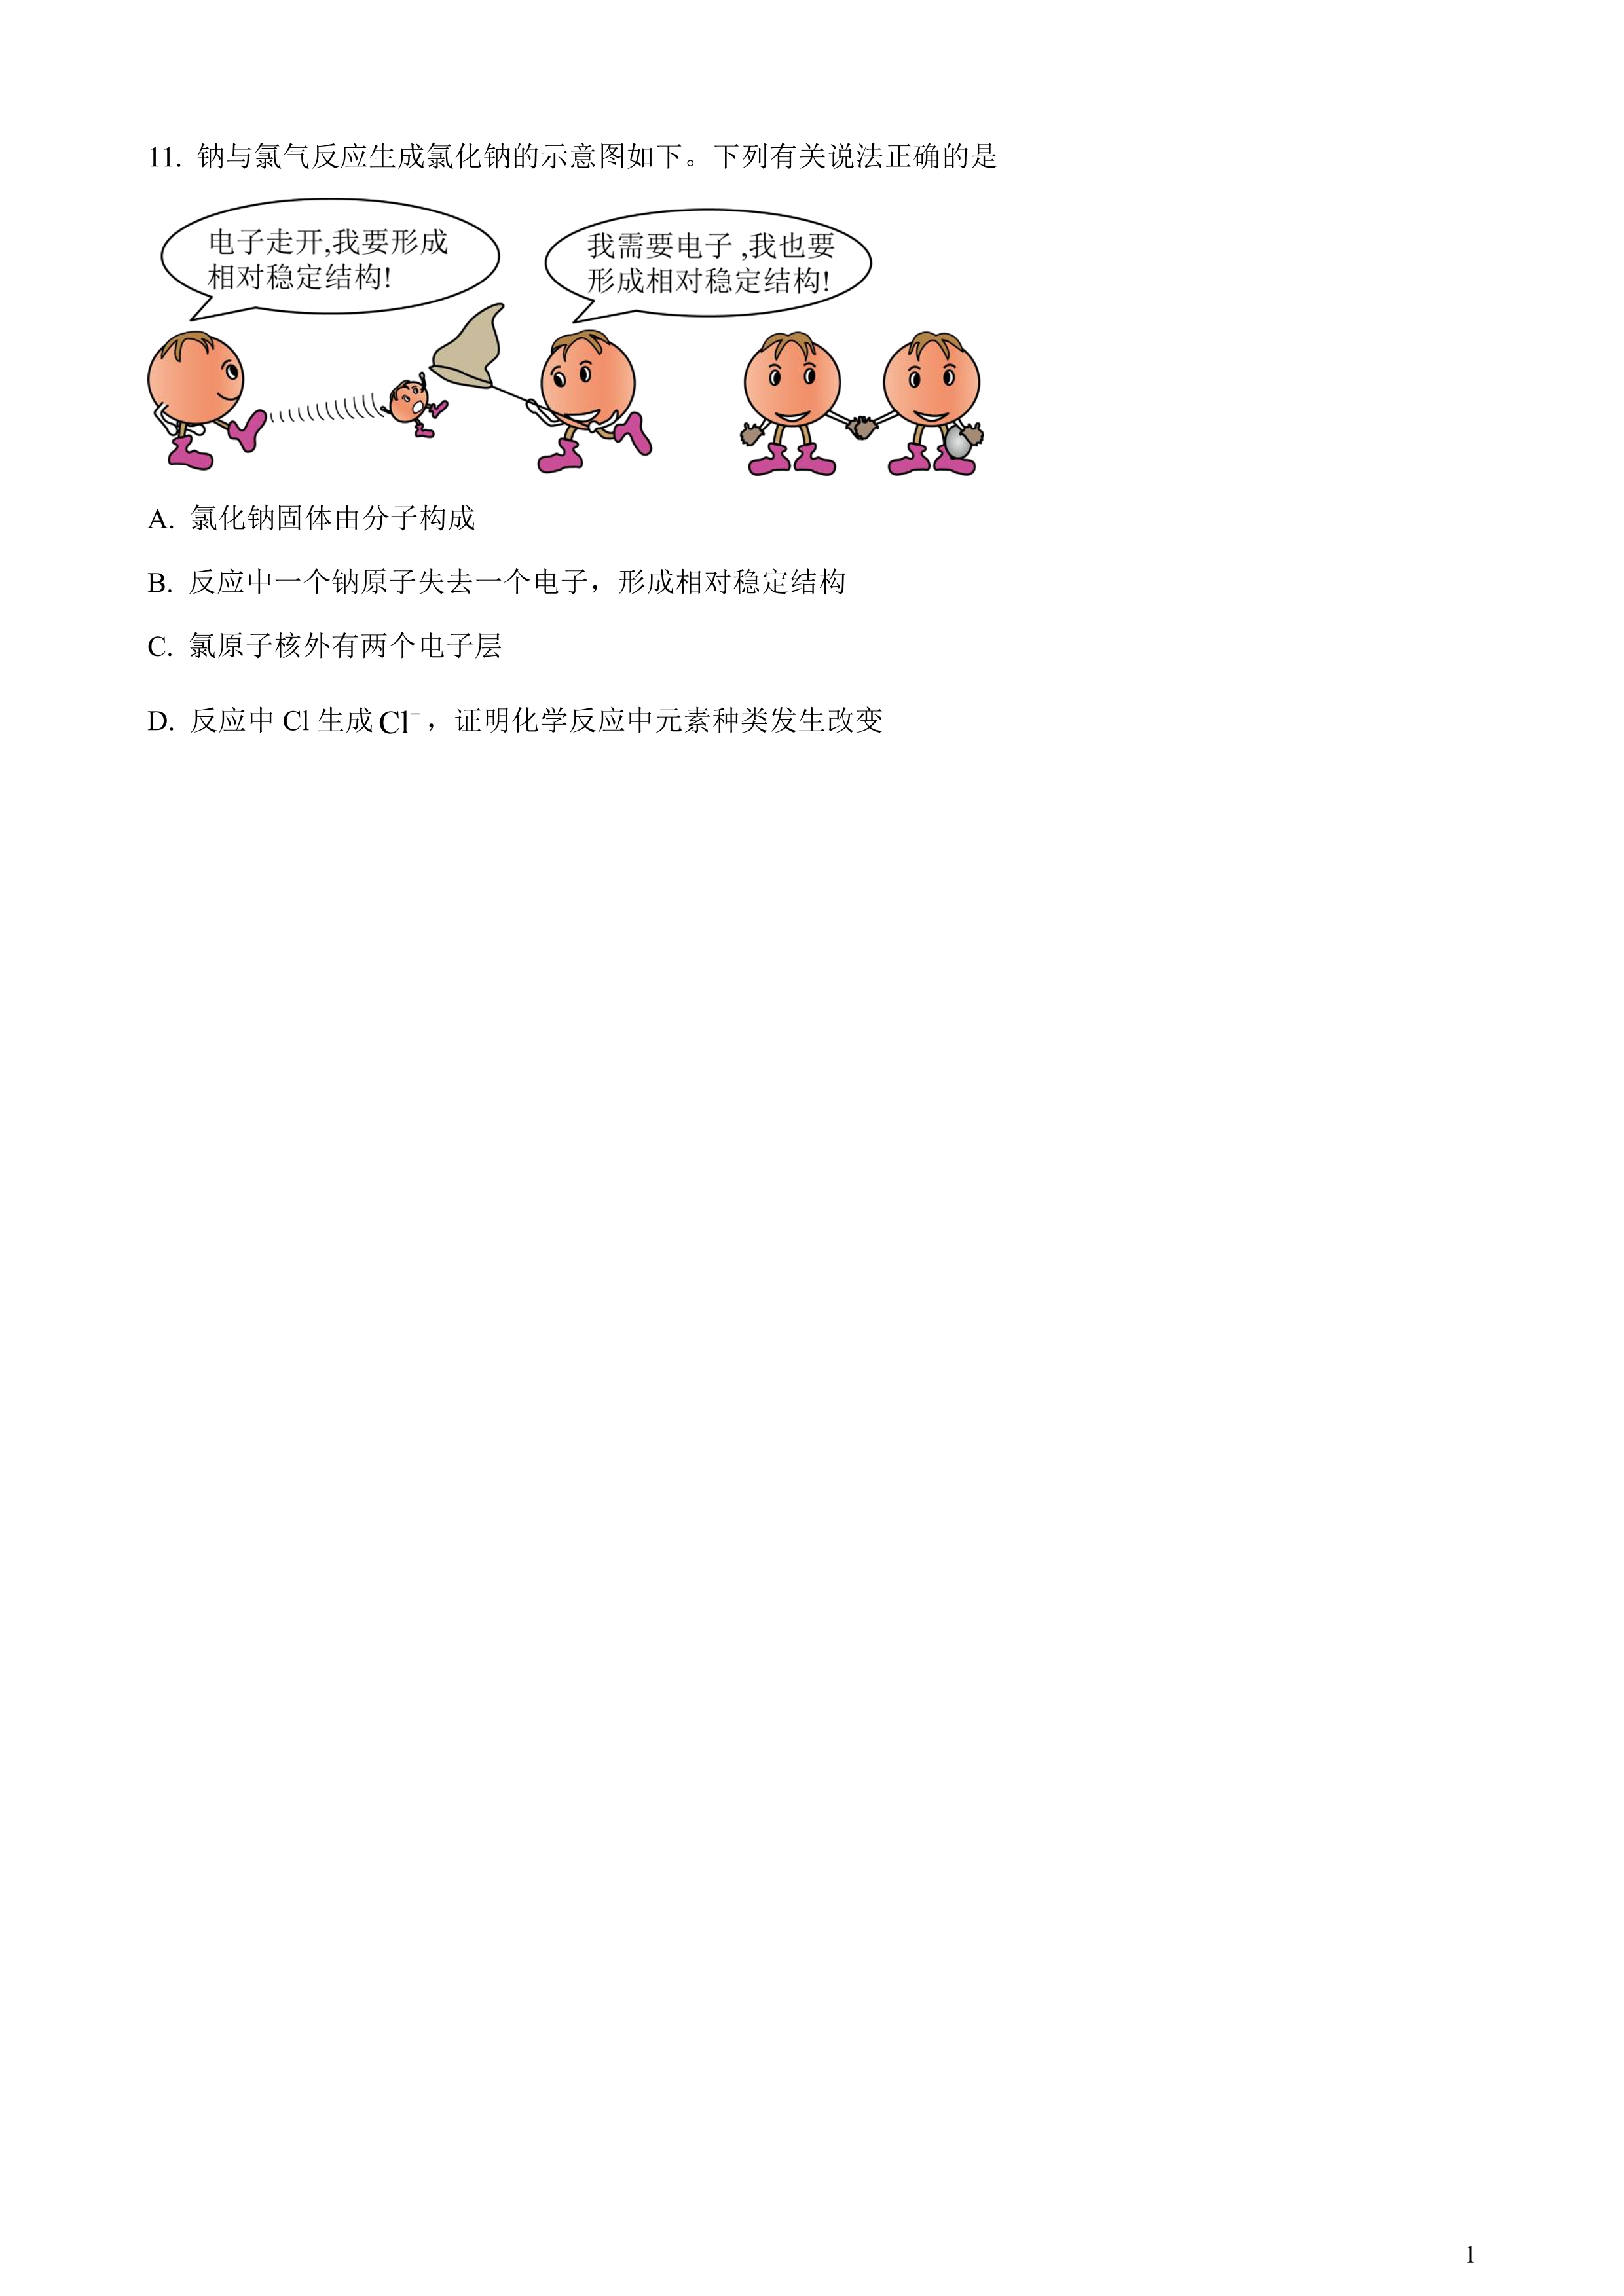 11. 钠与氯气反应生成氯化钠的示意图如下。下列有关说法正确的是
电子走开,我要形成
相对稳定结构!
我需要电子,我也要
形成相对稳定结构!
A. 氯化钠固体由分子构成
B. 反应中一个钠原子失去一个电子，形成相对稳定结构
C. 氯原子核外有两个电子层
D. 反应中 Cl 生成 Cl⁻，证明化学反应中元素种类发生改变
1